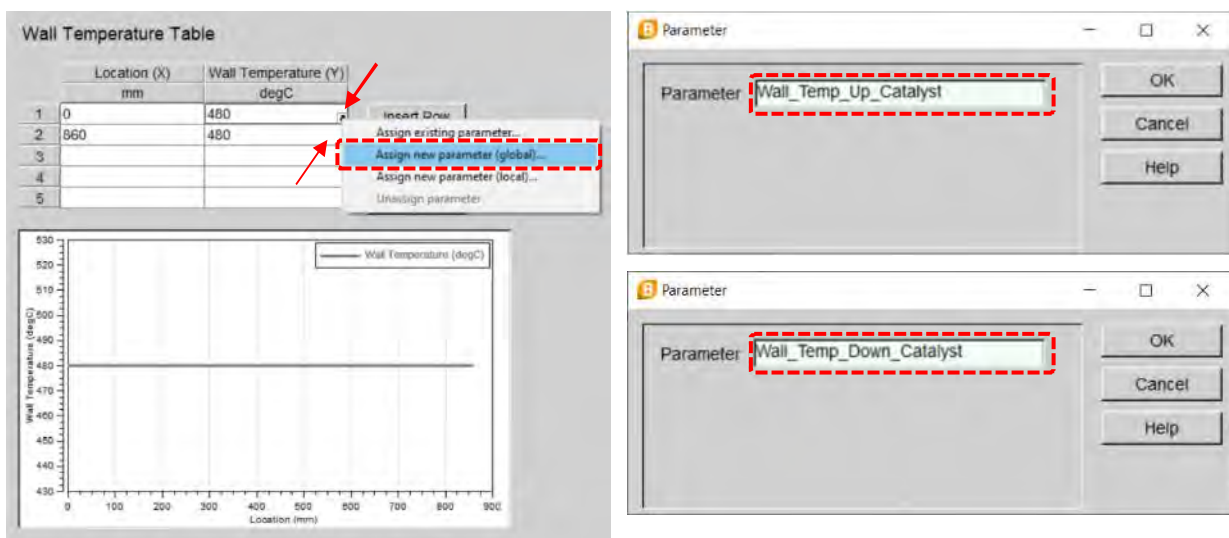 Wall Temperature Table
Location (X) Wall Temperature (Y)
mm degC
1 0 480
2 860 480
3
4
5
Insert Row
Assign existing parameter...
Assign new parameter (global)...
Assign new parameter (local)...
Unassign parameter
Wall Temperature (degC)
530
520
510
500
490
480
470
460
450
440
430
Wall Temperature (degC)
0 100 200 300 400 500 600 700 800 900
Location (mm)
Parameter
Parameter Wall_Temp_Up_Catalyst
OK
Cancel
Help
Parameter
Parameter Wall_Temp_Down_Catalyst
OK
Cancel
Help